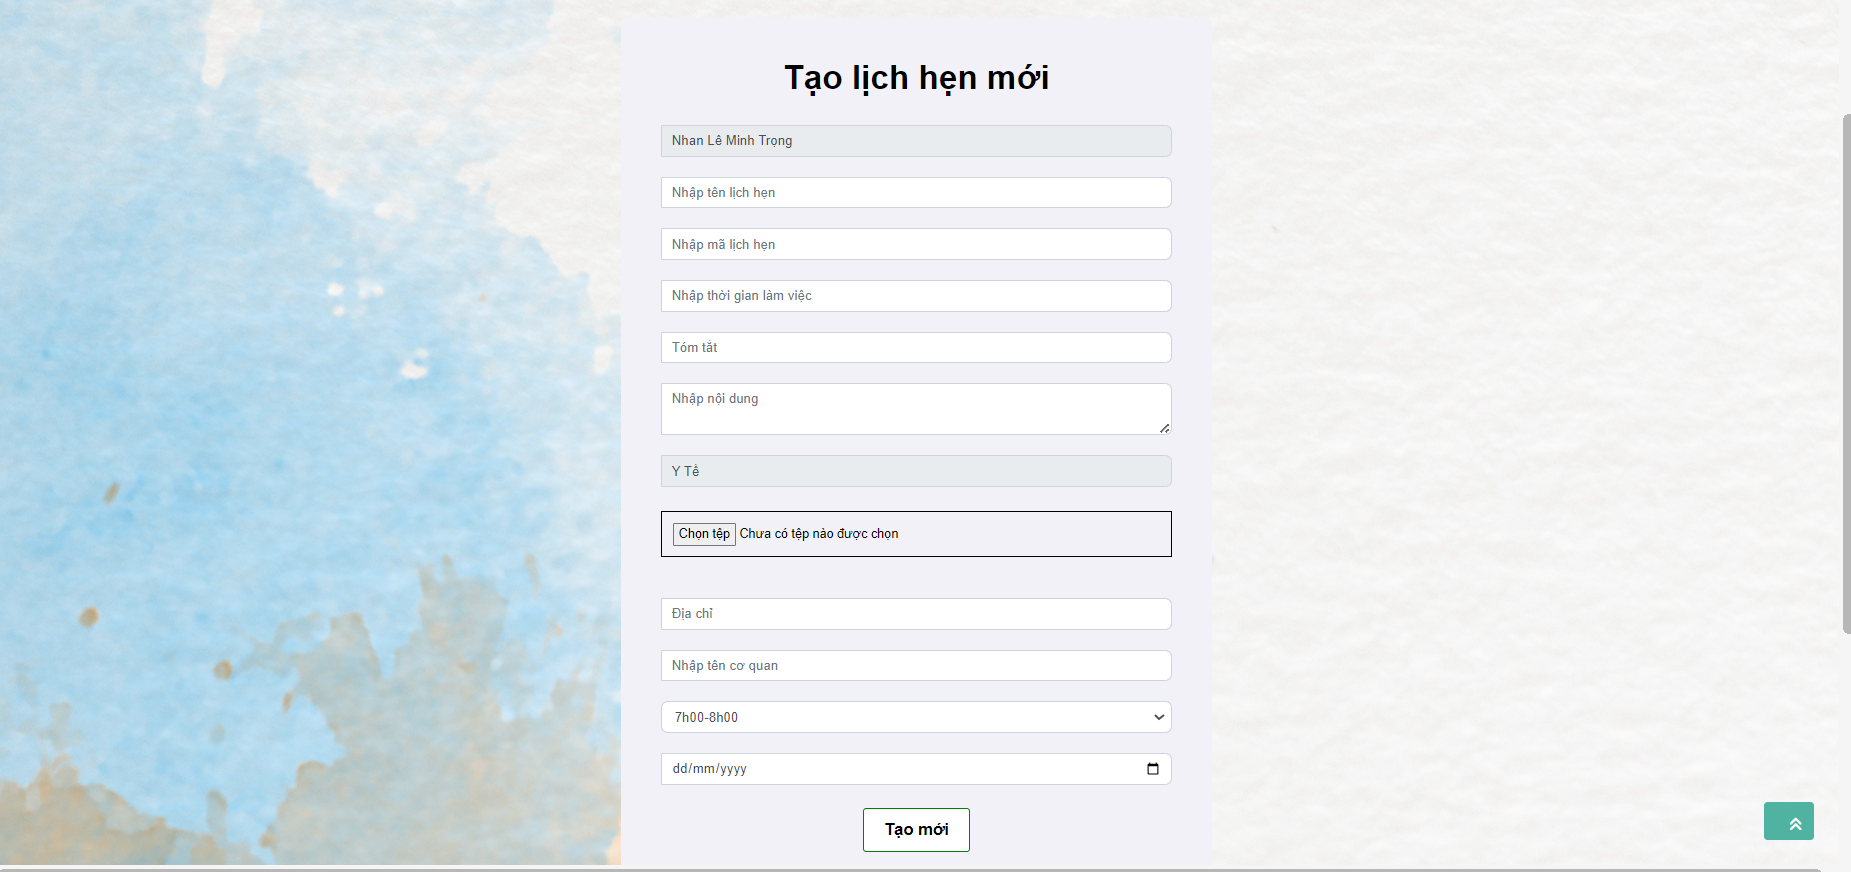 Tạo lịch hẹn mới
Nhan Lê Minh Trọng
Nhập tên lịch hẹn
Nhập mã lịch hẹn
Nhập thời gian làm việc
Tóm tắt
Nhập nội dung
Y Tế
Chọn tệp Chưa có tệp nào được chọn
Địa chỉ
Nhập tên cơ quan
7h00-8h00
dd/mm/yyyy
Tạo mới